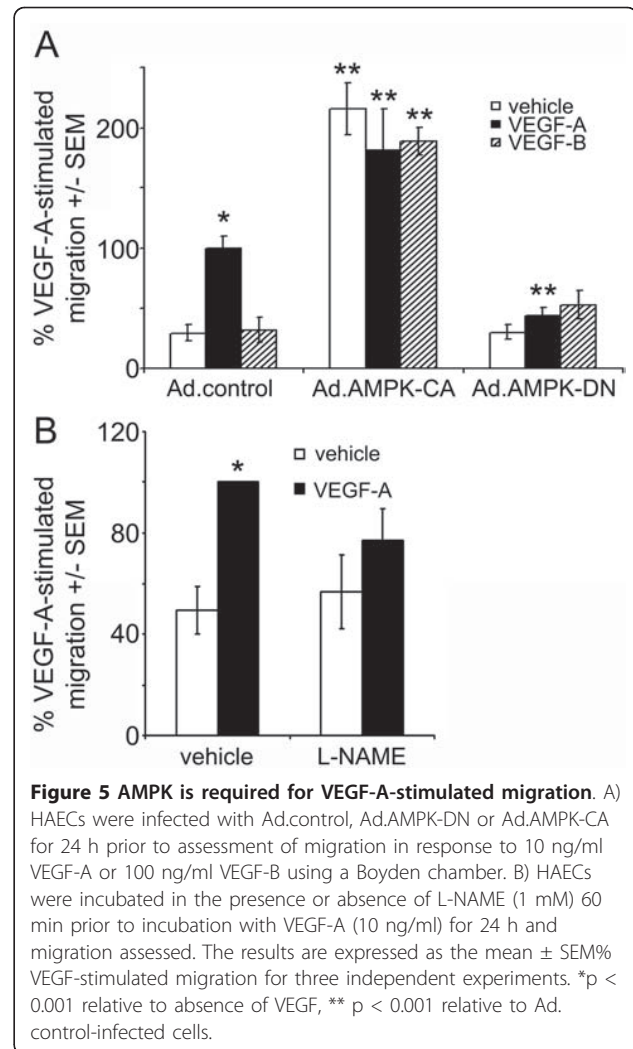 A
% VEGF-A-stimulated
migration +/- SEM
200
100
0
** ** **
*
**
vehicle
VEGF-A
VEGF-B
Ad.control Ad.AMPK-CA Ad.AMPK-DN
B
% VEGF-A-stimulated
migration +/- SEM
120
80
40
0
*
vehicle
VEGF-A
vehicle L-NAME
Figure 5 AMPK is required for VEGF-A-stimulated migration. A)
HAECs were infected with Ad.control, Ad.AMPK-DN or Ad.AMPK-CA
for 24 h prior to assessment of migration in response to 10 ng/ml
VEGF-A or 100 ng/ml VEGF-B using a Boyden chamber. B) HAECs
were incubated in the presence or absence of L-NAME (1 mM) 60
min prior to incubation with VEGF-A (10 ng/ml) for 24 h and
migration assessed. The results are expressed as the mean ± SEM%
VEGF-stimulated migration for three independent experiments. *p <
0.001 relative to absence of VEGF, ** p < 0.001 relative to Ad.
control-infected cells.